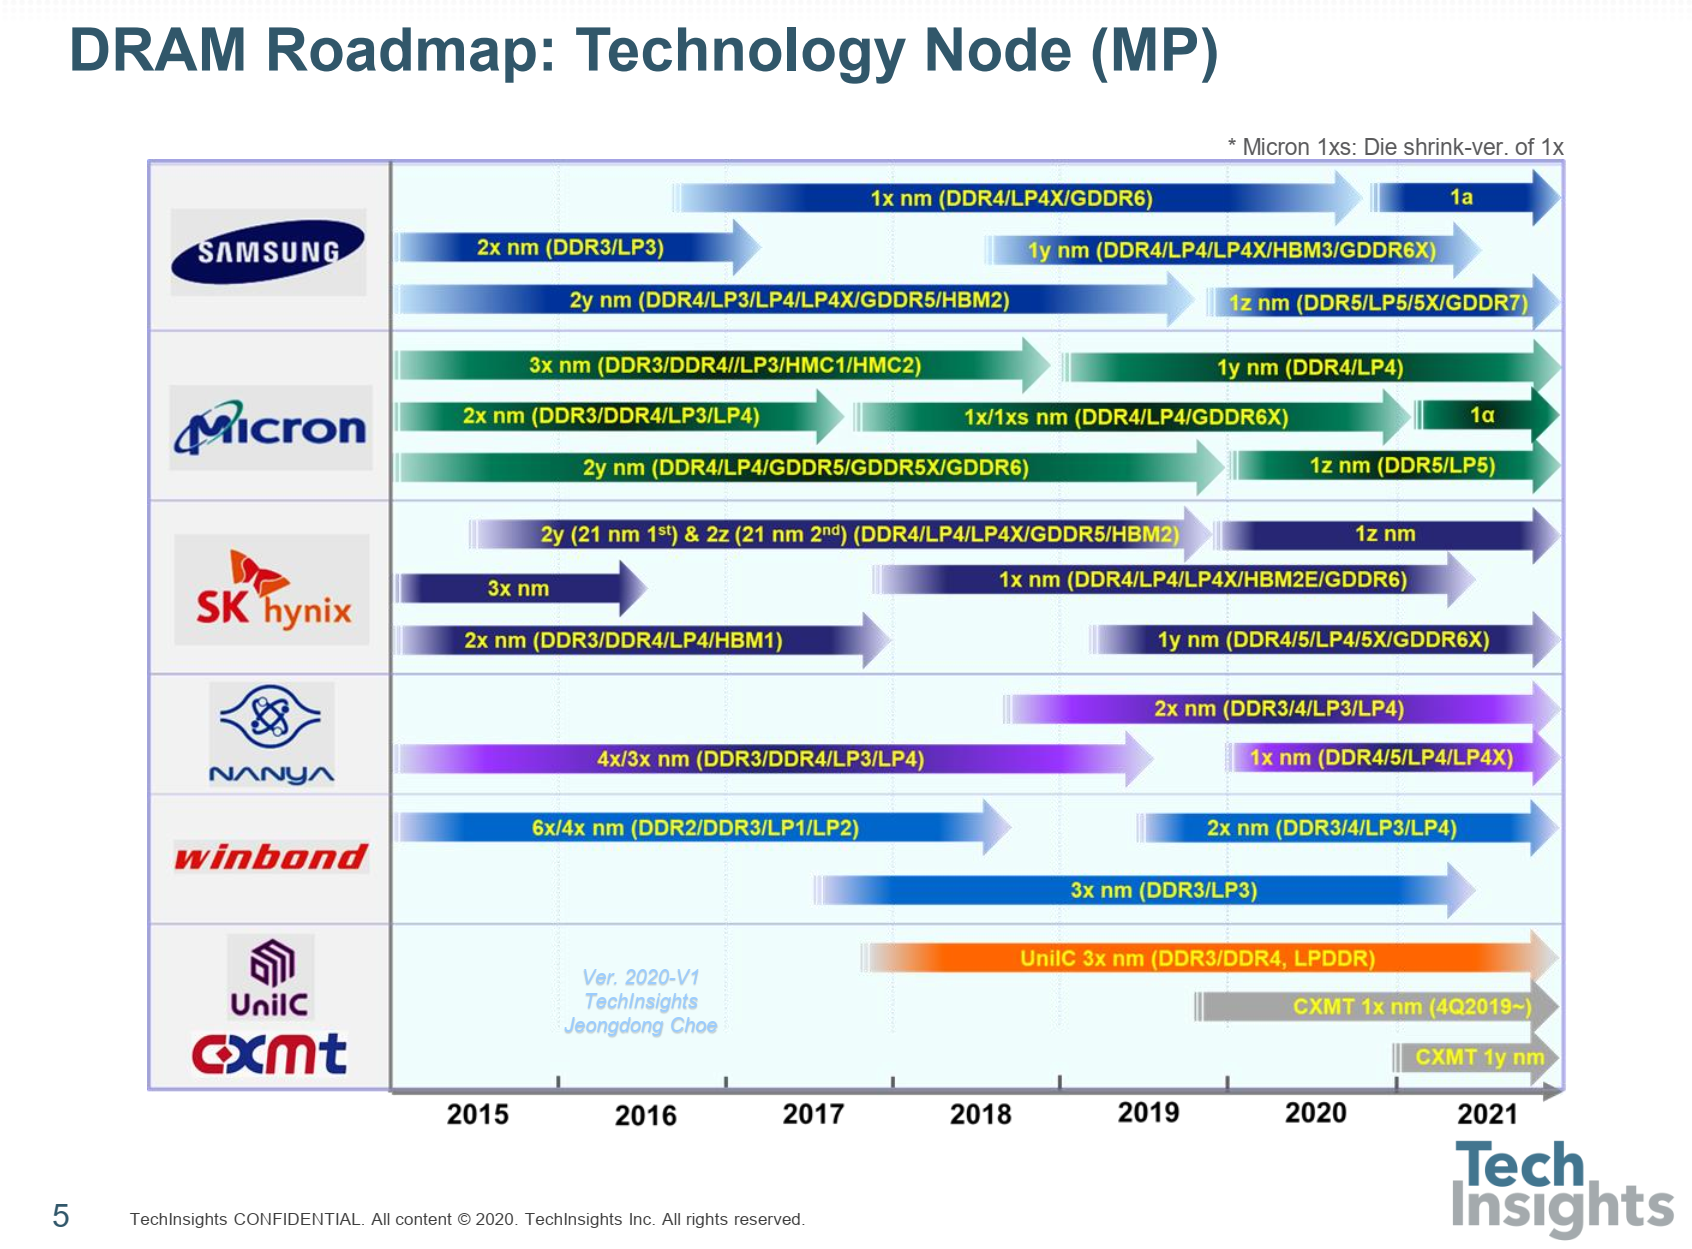 DRAM Roadmap: Technology Node (MP)
* Micron 1xs: Die shrink-ver. of 1x
SAMSUNG
1x nm (DDR4/LP4X/GDDR6)
1a
2x nm (DDR3/LP3)
1y nm (DDR4/LP4/LP4X/HBM3/GDDR6X)
2y nm (DDR4/LP3/LP4/LP4X/GDDR5/HBM2)
1z nm (DDR5/LP5/5X/GDDR7)
Micron
3x nm (DDR3/DDR4//LP3/HMC1/HMC2)
1y nm (DDR4/LP4)
2x nm (DDR3/DDR4/LP3/LP4)
1x/1xs nm (DDR4/LP4/GDDR6X)
1α
2y nm (DDR4/LP4/GDDR5/GDDR5X/GDDR6)
1z nm (DDR5/LP5)
SK hynix
2y (21 nm 1st) & 2z (21 nm 2nd) (DDR4/LP4/LP4X/GDDR5/HBM2)
1z nm
3x nm
1x nm (DDR4/LP4/LP4X/HBM2E/GDDR6)
2x nm (DDR3/DDR4/LP4/HBM1)
1y nm (DDR4/5/LP4/5X/GDDR6X)
NANYA
2x nm (DDR3/4/LP3/LP4)
4x/3x nm (DDR3/DDR4/LP3/LP4)
1x nm (DDR4/5/LP4/LP4X)
winbond
6x/4x nm (DDR2/DDR3/LP1/LP2)
2x nm (DDR3/4/LP3/LP4)
3x nm (DDR3/LP3)
UniIC
CXMT
UniIC 3x nm (DDR3/DDR4, LPDDR)
CXMT 1x nm (4Q2019~)
CXMT 1y nm
Ver. 2020-V1
TechInsights
Jeongdong Choe
2015 2016 2017 2018 2019 2020 2021
Tech
Insights
5
TechInsights CONFIDENTIAL. All content © 2020. TechInsights Inc. All rights reserved.